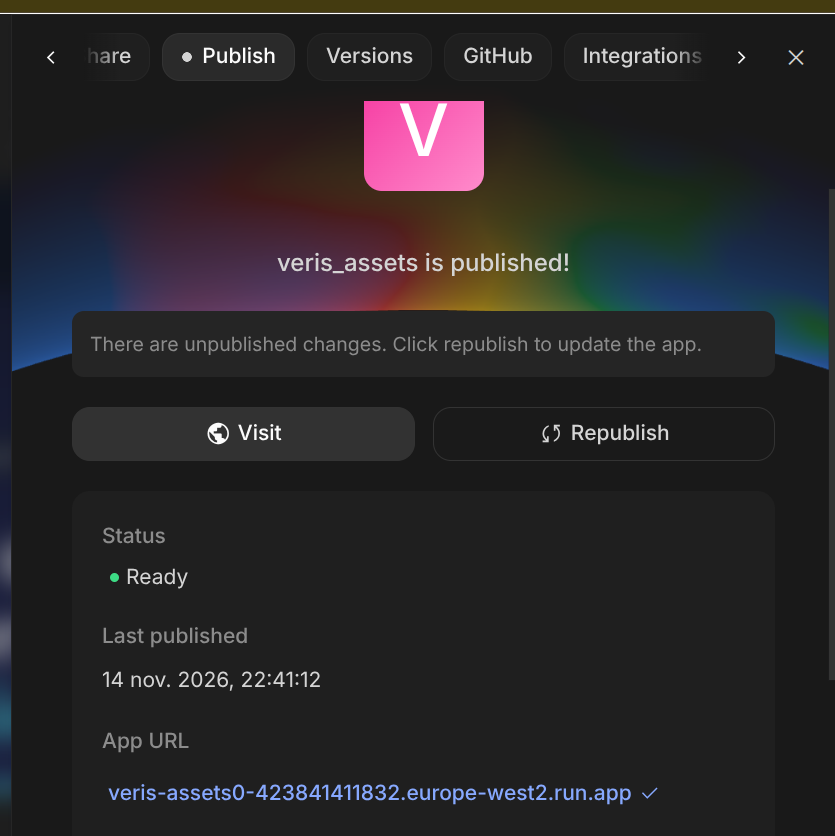 hare
Publish
Versions
GitHub
Integrations
V
veris_assets is published!
There are unpublished changes. Click republish to update the app.
Visit
Republish
Status
Ready
Last published
14 nov. 2026, 22:41:12
App URL
veris-assets0-423841411832.europe-west2.run.app